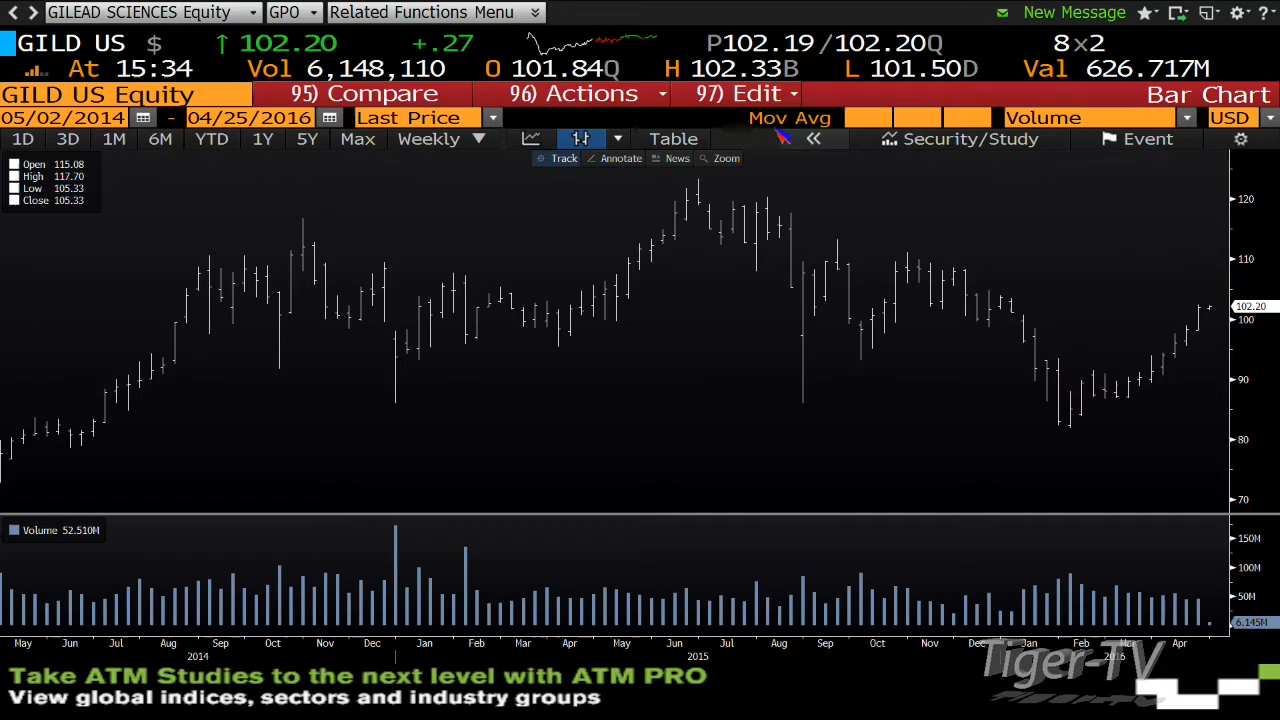 GILEAD SCIENCES Equity GPO Related Functions Menu New Message ?
GILD US $ ↑ 102.20 +.27 P102.19 /102.20Q 8×2
At 15:34 Vol 6,148,110 O 101.84Q H 102.33B L 101.50D Val 626.717M
GILD US Equity 95) Compare 96) Actions 97) Edit Bar Chart
05/02/2014 - 04/25/2016 Last Price Mov Avg Volume USD
1D 3D 1M 6M YTD 1Y 5Y Max Weekly Table « Security/Study Event
Track Annotate News Zoom
Open 115.08
High 117.70
Low 105.33
Close 105.33
120
110
102.20
100
90
80
70
Volume 52.510M
150M
100M
50M
6.145M
May Jun Jul Aug Sep Oct Nov Dec Jan Feb Mar Apr May Jun Jul Aug Sep Oct Nov Dec Jan Feb Mar Apr
2014 2015 2016
Tiger-TV
Take ATM Studies to the next level with ATM PRO
View global indices, sectors and industry groups